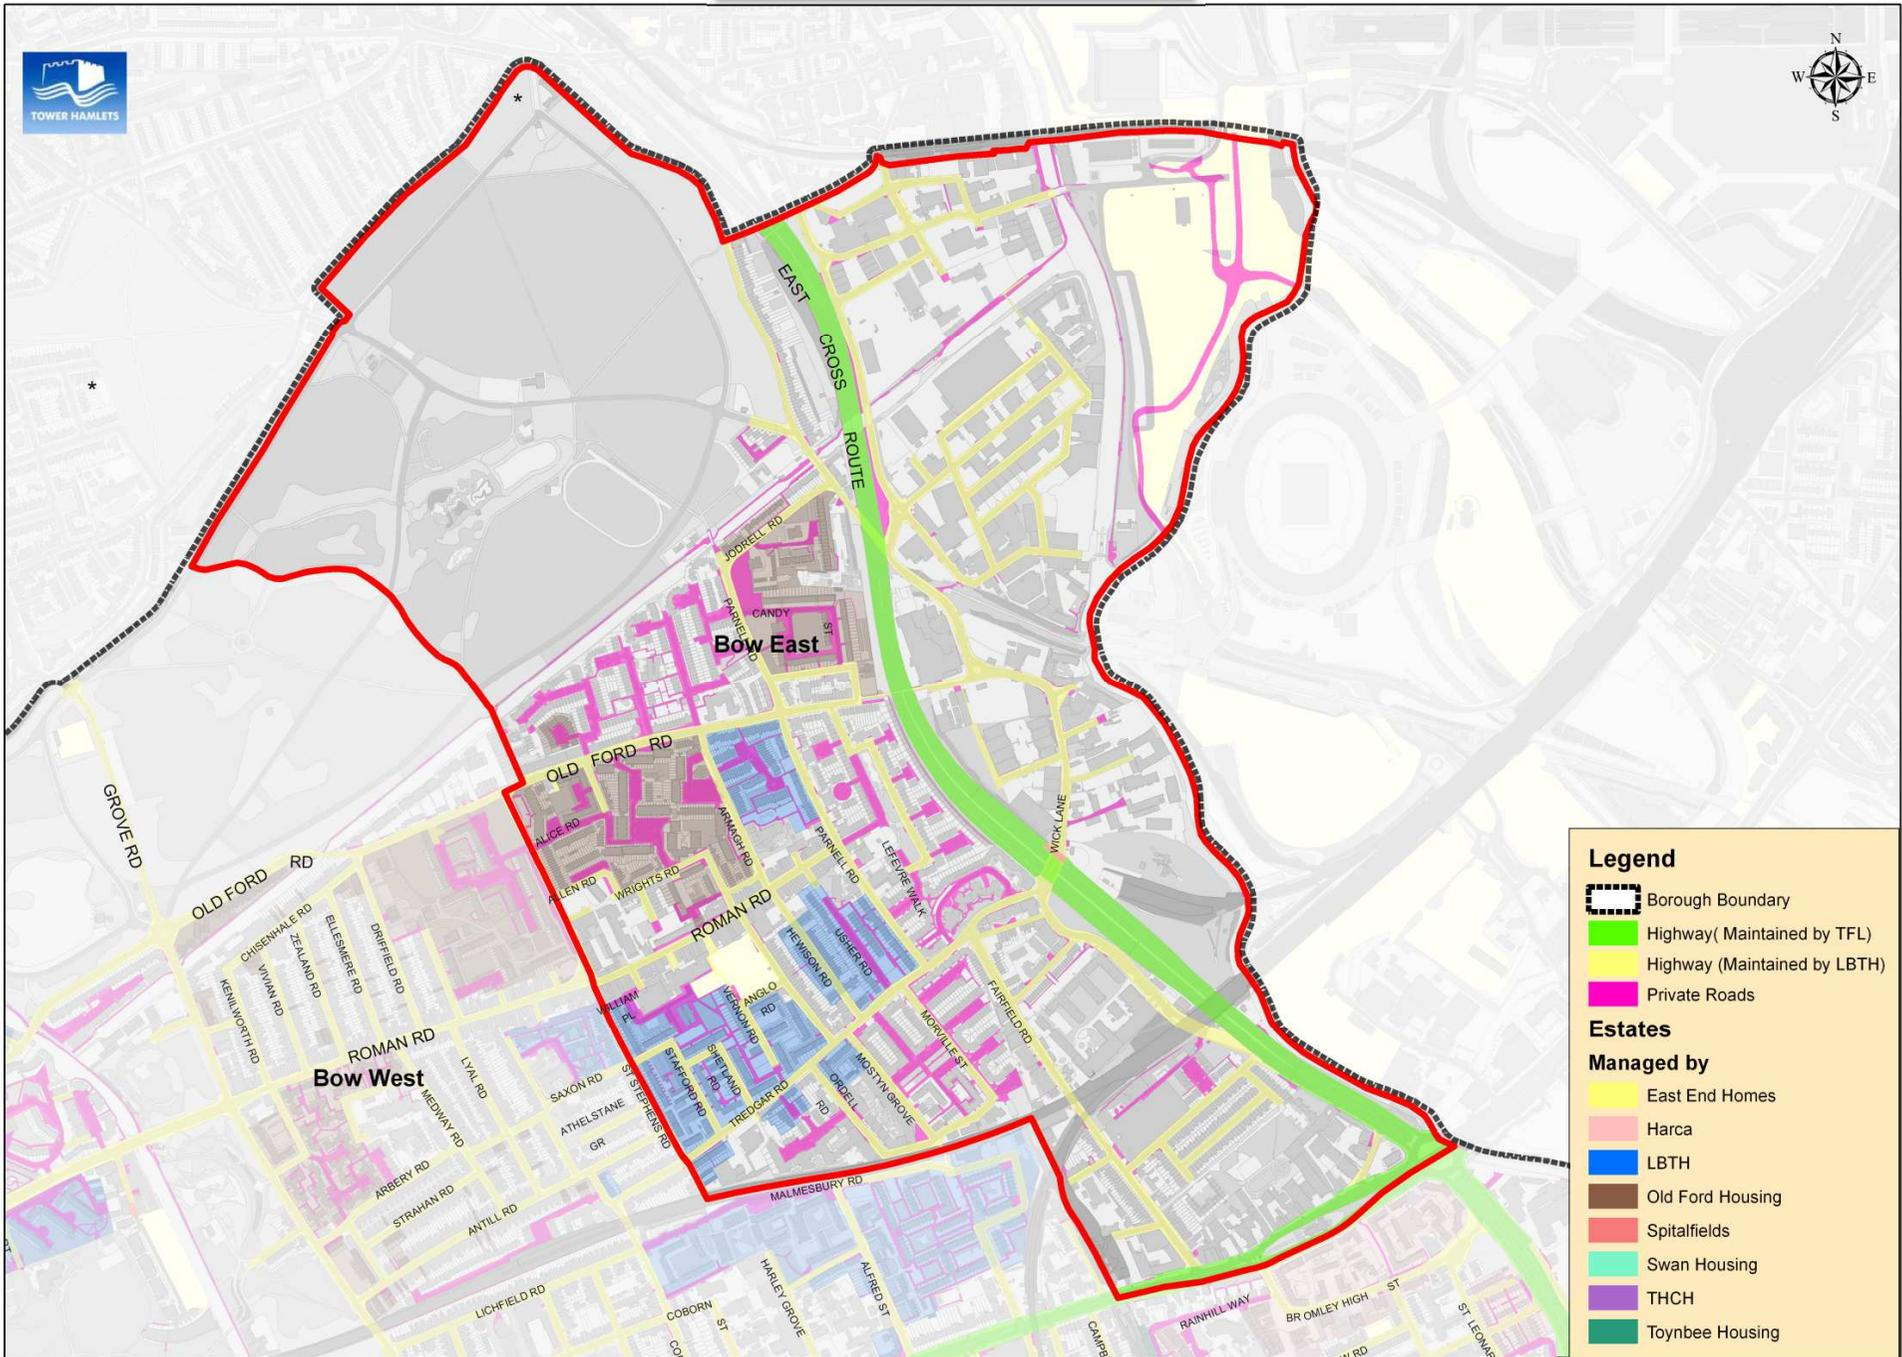 TOWER HAMLETS
N
W
E
S
*
*
EAST
CROSS
ROUTE
JODRELL RD
CANDY
ST
PARNELL RD
Bow East
OLD FORD RD
GROVE RD
ALICE RD
ARMAGH RD
PARNELL RD
LEFEVRE WALK
WICK LANE
OLD FORD RD
ALLEN RD
WRIGHTS RD
ROMAN RD
CHISENHALE RD
ZEALAND RD
ELLESMERE RD
DRIFFIELD RD
VIVIAN RD
KENILWORTH RD
HEWISON RD
USHER RD
FAIRFIELD RD
WILLIAM
PL
VERNON RD
ANGLO
RD
MORVILLE ST
ROMAN RD
Bow West
LYAL RD
MEDWAY RD
SAXON RD
ATHELSTANE
GR
ST STEPHENS RD
STAFFORD RD
SHETLAND
RD
TREDGAR RD
ORDELL
RD
MOSTYN GROVE
ARBERY RD
STRAHAN RD
ANTILL RD
MALMESBURY RD
LICHFIELD RD
COBORN
ST
HARLEY GROVE
ALFRED ST
CAMPB
RAINHILL WAY
BR OMLEY HIGH
ST
ST LEONAR
W RD
Legend
Borough Boundary
Highway( Maintained by TFL)
Highway (Maintained by LBTH)
Private Roads
Estates
Managed by
East End Homes
Harca
LBTH
Old Ford Housing
Spitalfields
Swan Housing
THCH
Toynbee Housing